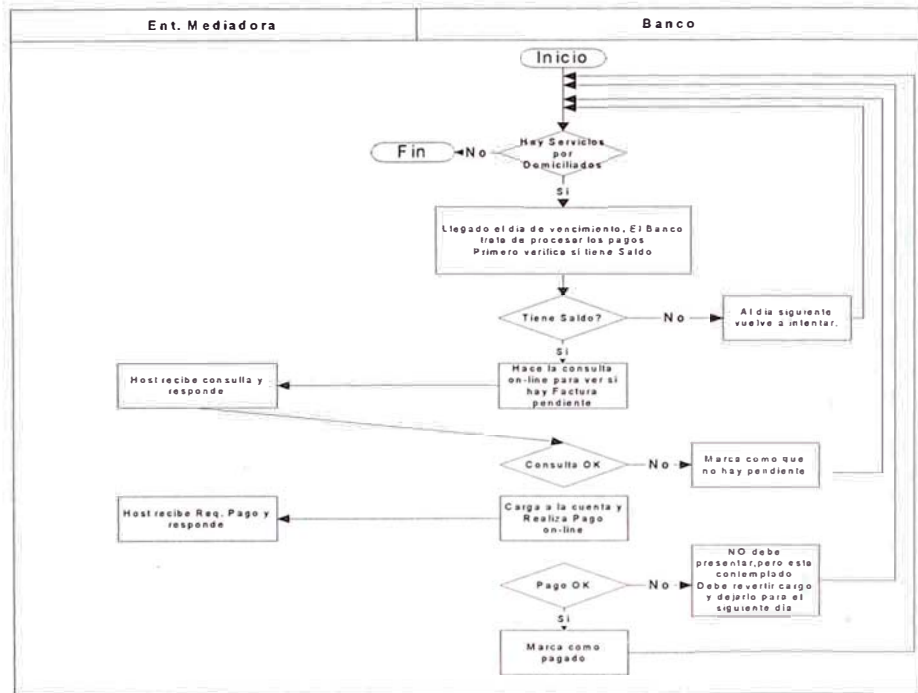 Ent. Mediadora
Banco
Inicio
Hay Servicios
por
Domiciliados
No
Fin
Si
Llegado el dia de vencimiento, El Banco
trata de procesar los pagos
Primero verifica si tiene Saldo
Tiene Saldo?
No
Al dia siguiente
vuelve a intentar.
Si
Hace la consulta
on-line para ver si
hay Factura
pendiente
Host recibe consulta y
responde
Consulta OK
No
Marca como que
no hay pendiente
Carga a la cuenta y
Realiza Pago
on-line
Host recibe Req. Pago y
responde
Pago OK
No
NO debe
presentar,pero esta
contemplado
Debe revertir cargo
y dejarlo para el
siguiente día
Si
Marca como
pagado